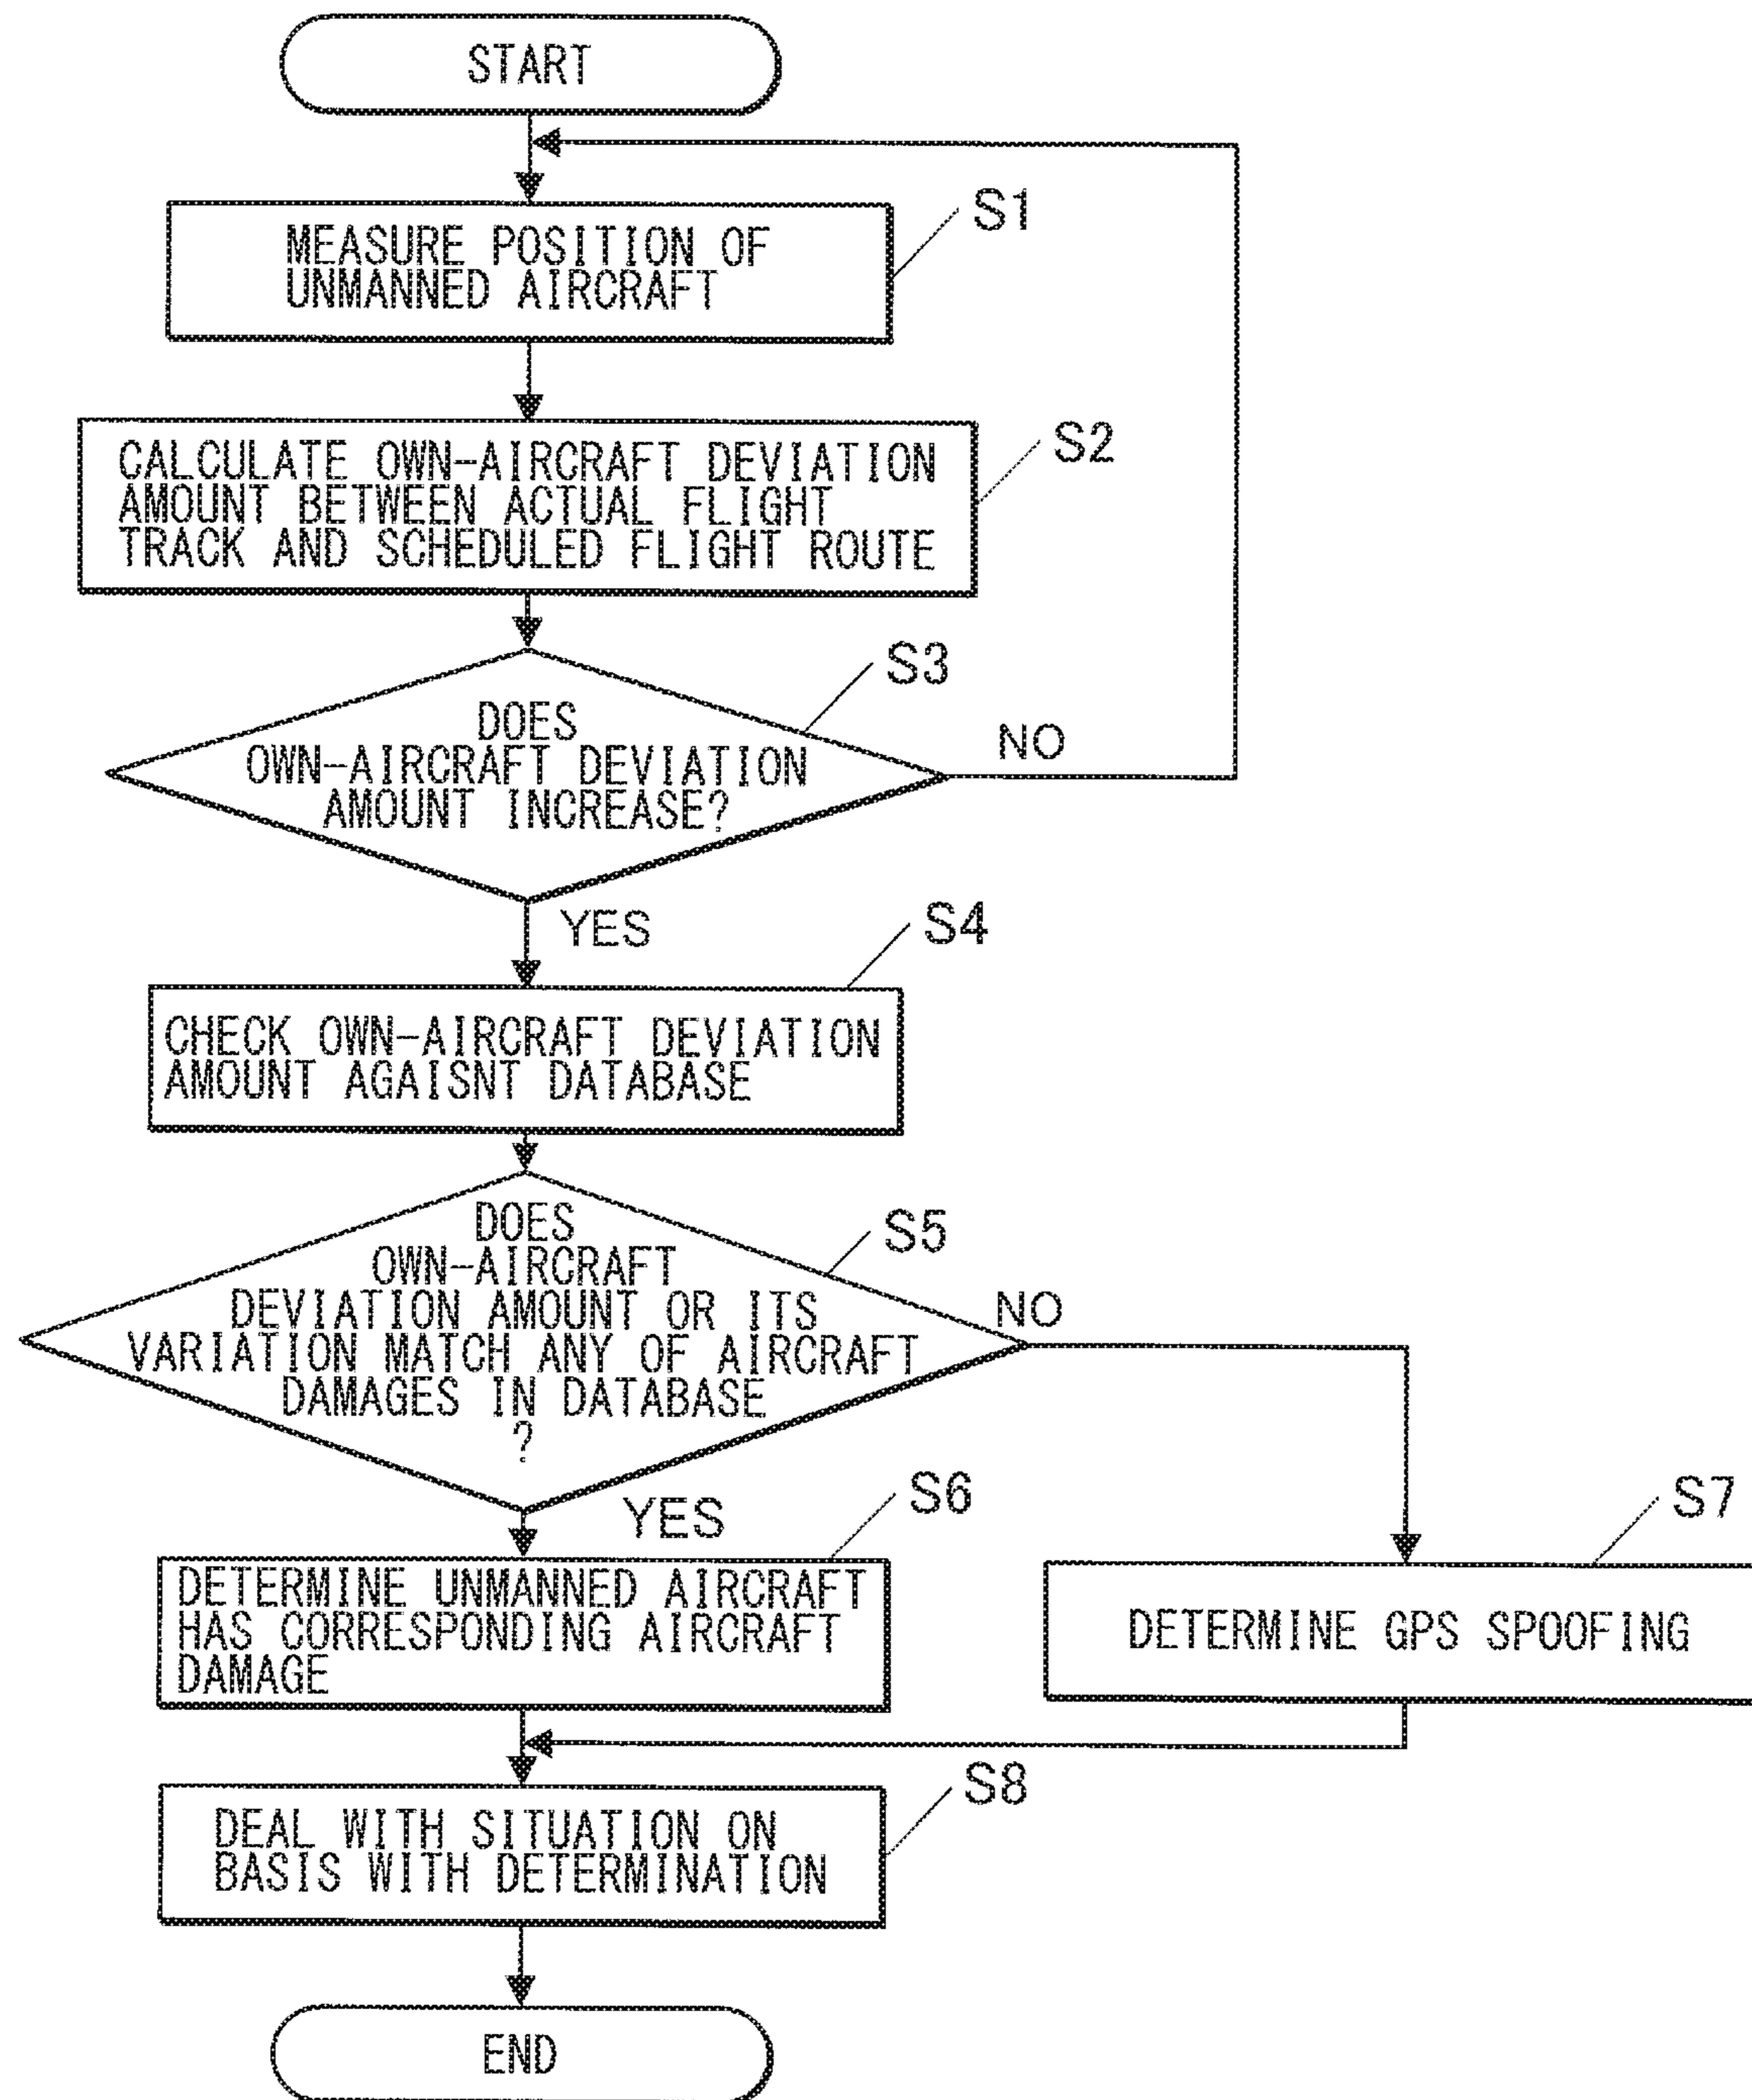 START
S1
MEASURE POSITION OF
UNMANNED AIRCRAFT
S2
CALCULATE OWN-AIRCRAFT DEVIATION
AMOUNT BETWEEN ACTUAL FLIGHT
TRACK AND SCHEDULED FLIGHT ROUTE
S3
DOES
OWN-AIRCRAFT DEVIATION
AMOUNT INCREASE?
NO
YES
S4
CHECK OWN-AIRCRAFT DEVIATION
AMOUNT AGAISNT DATABASE
S5
DOES
OWN-AIRCRAFT
DEVIATION AMOUNT OR ITS
VARIATION MATCH ANY OF AIRCRAFT
DAMAGES IN DATABASE
?
NO
YES
S6
DETERMINE UNMANNED AIRCRAFT
HAS CORRESPONDING AIRCRAFT
DAMAGE
S7
DETERMINE GPS SPOOFING
S8
DEAL WITH SITUATION ON
BASIS WITH DETERMINATION
END